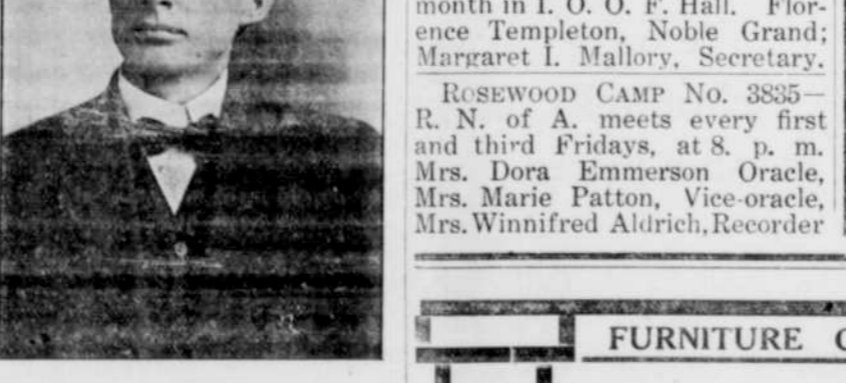 month in I. O. O. F. Hall. Flor-
ence Templeton, Noble Grand;
Margaret I. Mallory, Secretary.
ROSEWOOD CAMP NO. 3835—
R. N. of A. meets every first
and third Fridays, at 8. p. m.
Mrs. Dora Emmerson Oracle,
Mrs. Marie Patton, Vice-oracle,
Mrs. Winnifred Aldrich, Recorder
FURNITURE